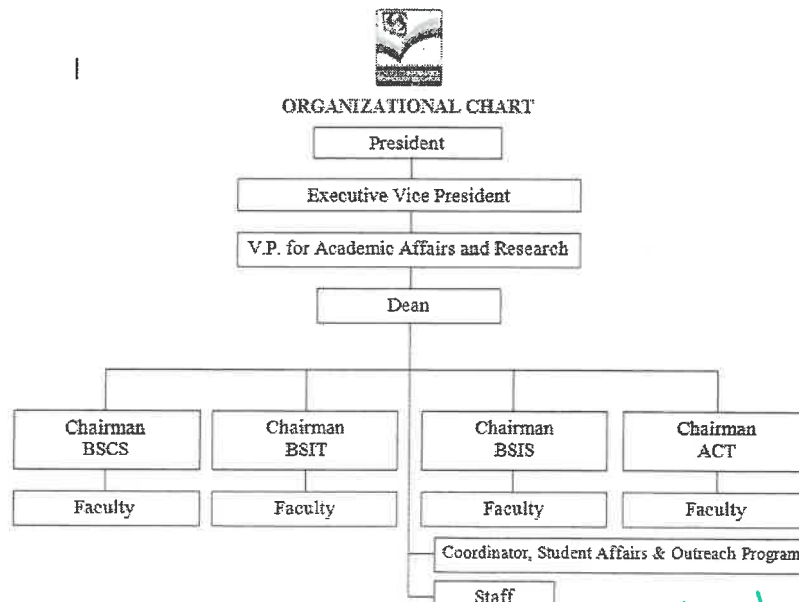 ORGANIZATIONAL CHART
President
Executive Vice President
V.P. for Academic Affairs and Research
Dean
Chairman
BSCS
Chairman
BSIT
Chairman
BSIS
Chairman
ACT
Faculty
Faculty
Faculty
Faculty
Coordinator, Student Affairs & Outreach Program
Staff